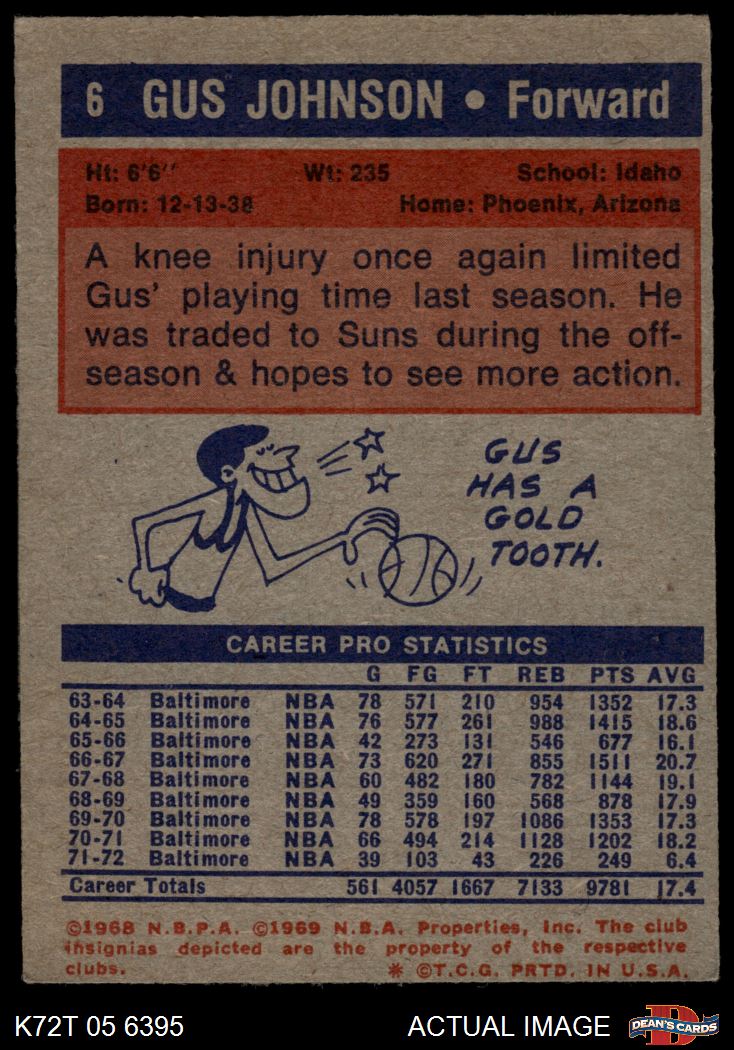 6 GUS JOHNSON • Forward
Ht: 6'6" Wt: 235 School: Idaho
Born: 12-13-38 Home: Phoenix, Arizona
A knee injury once again limited
Gus' playing time last season. He
was traded to Suns during the off-
season & hopes to see more action.
GUS
HAS A
GOLD
TOOTH.
CAREER PRO STATISTICS
G FG FT REB PTS AVG
63-64 Baltimore NBA 78 571 210 954 1352 17.3
64-65 Baltimore NBA 76 577 261 988 1415 18.6
65-66 Baltimore NBA 42 273 131 546 677 16.1
66-67 Baltimore NBA 73 620 271 855 1511 20.7
67-68 Baltimore NBA 60 482 180 782 1144 19.1
68-69 Baltimore NBA 49 359 160 568 878 17.9
69-70 Baltimore NBA 78 578 197 1086 1353 17.3
70-71 Baltimore NBA 66 494 214 1128 1202 18.2
71-72 Baltimore NBA 39 103 43 226 249 6.4
Career Totals 561 4057 1667 7133 9781 17.4
©1968 N.B.P.A. ©1969 N.B.A. Properties, Inc. The club
insignias depicted are the property of the respective
clubs. * ©T.C.G. PRTD. IN U.S.A.
K72T 05 6395 ACTUAL IMAGE DEAN'S CARDS